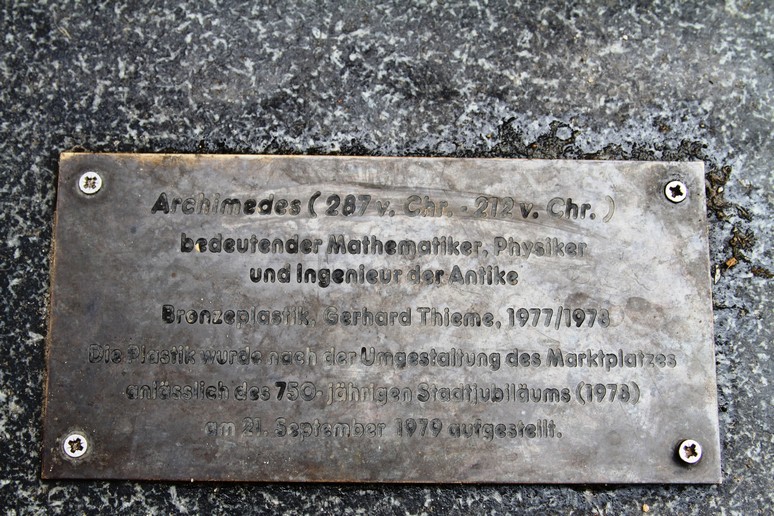 Archimedes ( 287 v. Chr. - 212 v. Chr. )
bedeutender Mathematiker, Physiker
und Ingenieur der Antike
Bronzeplastik, Gerhard Thieme, 1977/1978
Die Plastik wurde nach der Umgestaltung des Marktplatzes
anlässlich des 750-jährigen Stadtjubiläums (1978)
am 21. September 1979 aufgestellt.